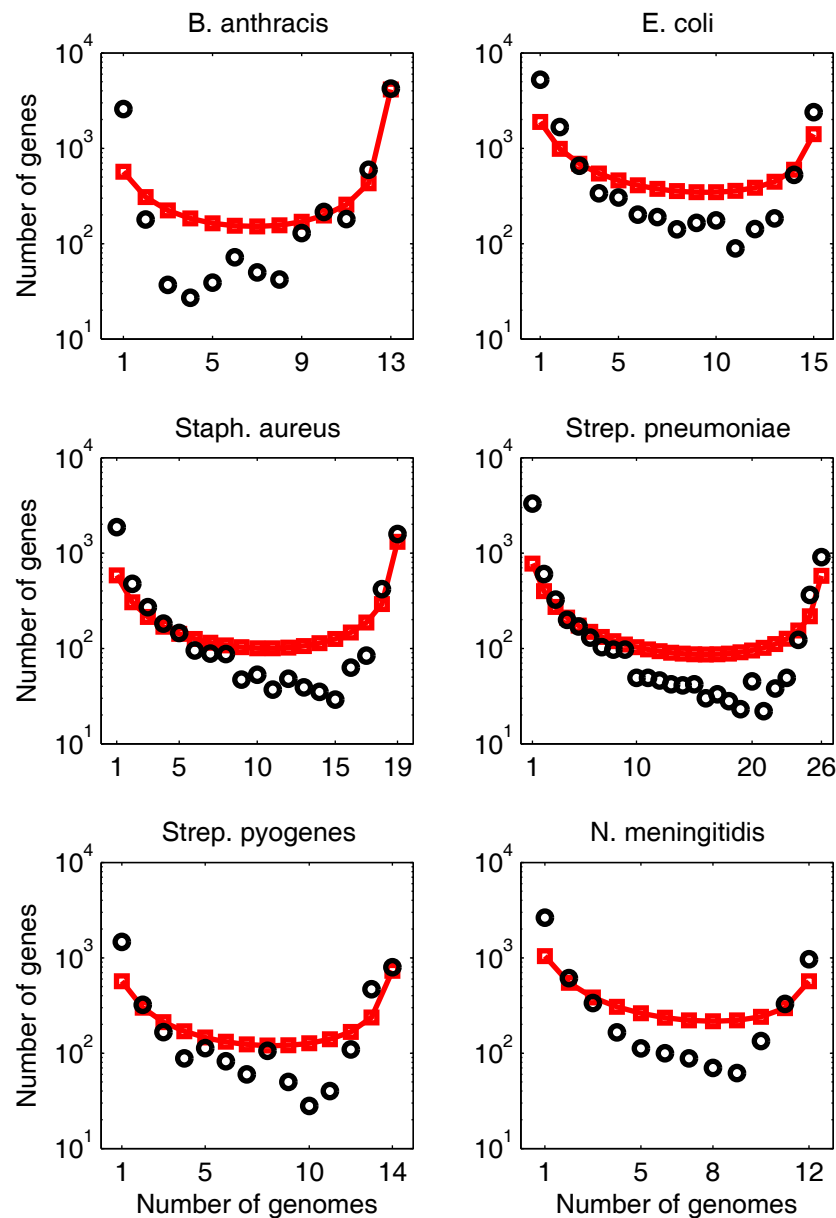 B. anthracis
Number of genes
10^4
10^3
10^2
10^1
1 5 9 13
E. coli
10^4
10^3
10^2
10^1
1 5 10 15
Staph. aureus
Number of genes
10^4
10^3
10^2
10^1
1 5 10 15 19
Strep. pneumoniae
10^4
10^3
10^2
10^1
1 10 20 26
Strep. pyogenes
Number of genes
10^4
10^3
10^2
10^1
1 5 10 14
Number of genomes
N. meningitidis
10^4
10^3
10^2
10^1
1 5 8 12
Number of genomes